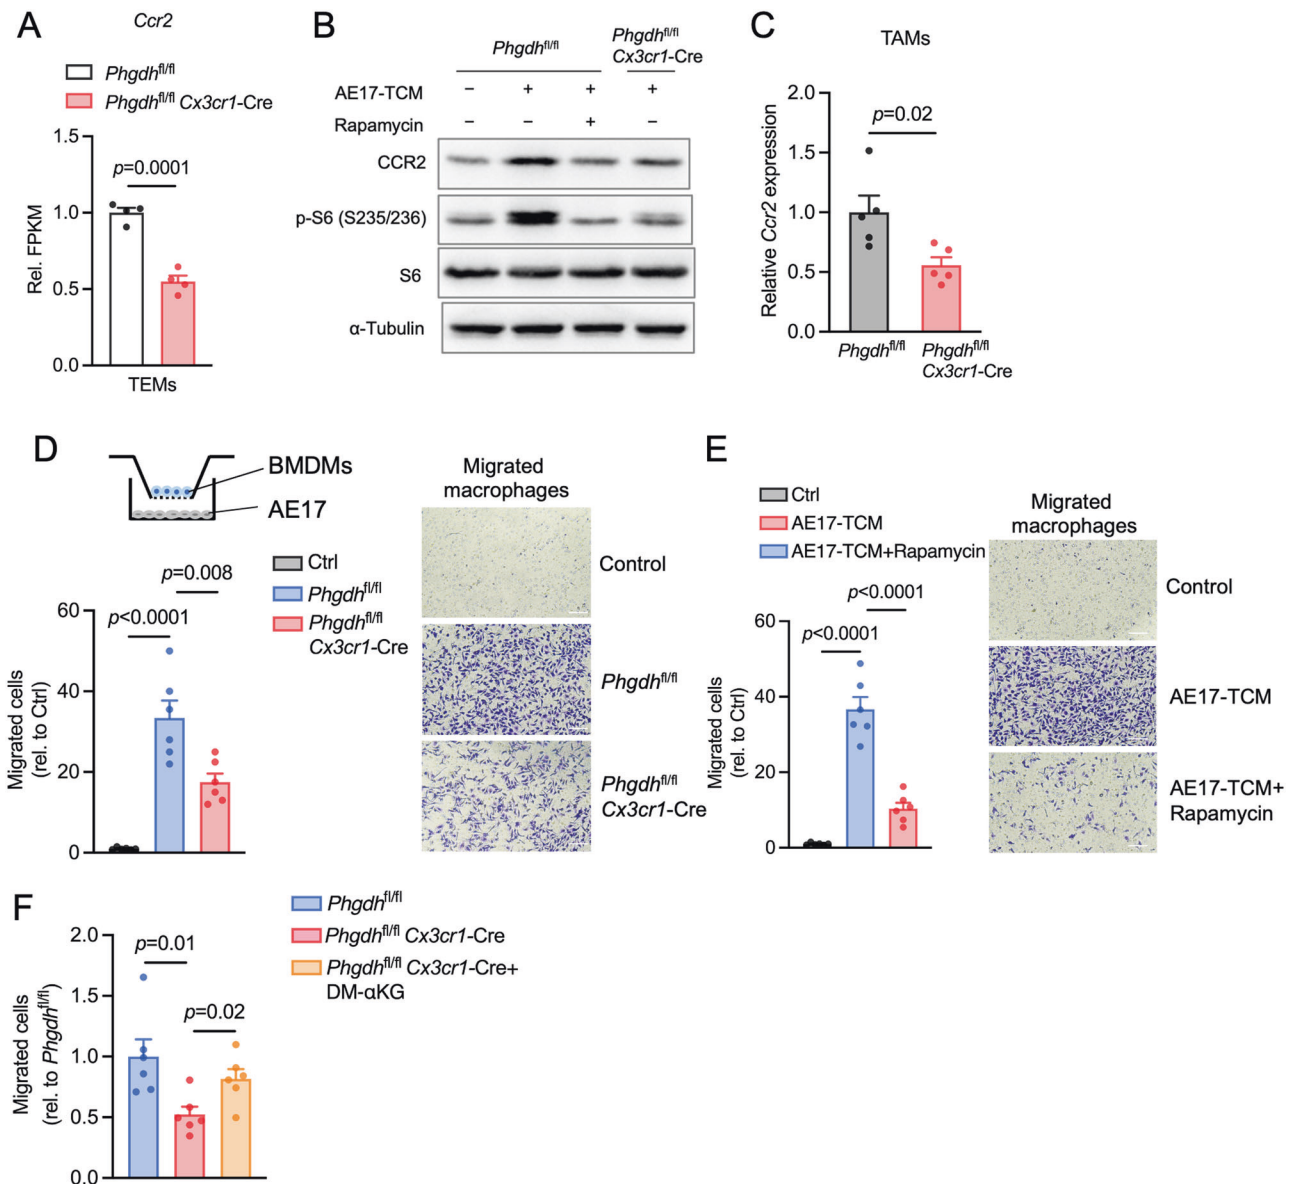 A
Ccr2
Phgdhfl/fl
Phgdhfl/fl Cx3cr1-Cre
1.5
p=0.0001
1.0
Rel. FPKM
0.5
0.0
TEMs
B
Phgdhfl/fl
Phgdhfl/fl
Cx3cr1-Cre
AE17-TCM − + + +
Rapamycin − − + −
CCR2
p-S6 (S235/236)
S6
α-Tubulin
C
TAMs
2.0
p=0.02
1.5
1.0
0.5
0.0
Relative Ccr2 expression
Phgdhfl/fl
Phgdhfl/fl
Cx3cr1-Cre
D
BMDMs
AE17
Ctrl
Phgdhfl/fl
Phgdhfl/fl
Cx3cr1-Cre
p=0.008
p<0.0001
60
40
20
0
Migrated cells
(rel. to Ctrl)
Migrated
macrophages
Control
Phgdhfl/fl
Phgdhfl/fl
Cx3cr1-Cre
E
Ctrl
AE17-TCM
AE17-TCM+Rapamycin
p<0.0001
p<0.0001
60
40
20
0
Migrated cells
(rel. to Ctrl)
Migrated
macrophages
Control
AE17-TCM
AE17-TCM+
Rapamycin
F
Phgdhfl/fl
Phgdhfl/fl Cx3cr1-Cre
Phgdhfl/fl Cx3cr1-Cre+
DM-αKG
2.0
p=0.01
1.5
p=0.02
1.0
0.5
0.0
Migrated cells
(rel. to Phgdhfl/fl)